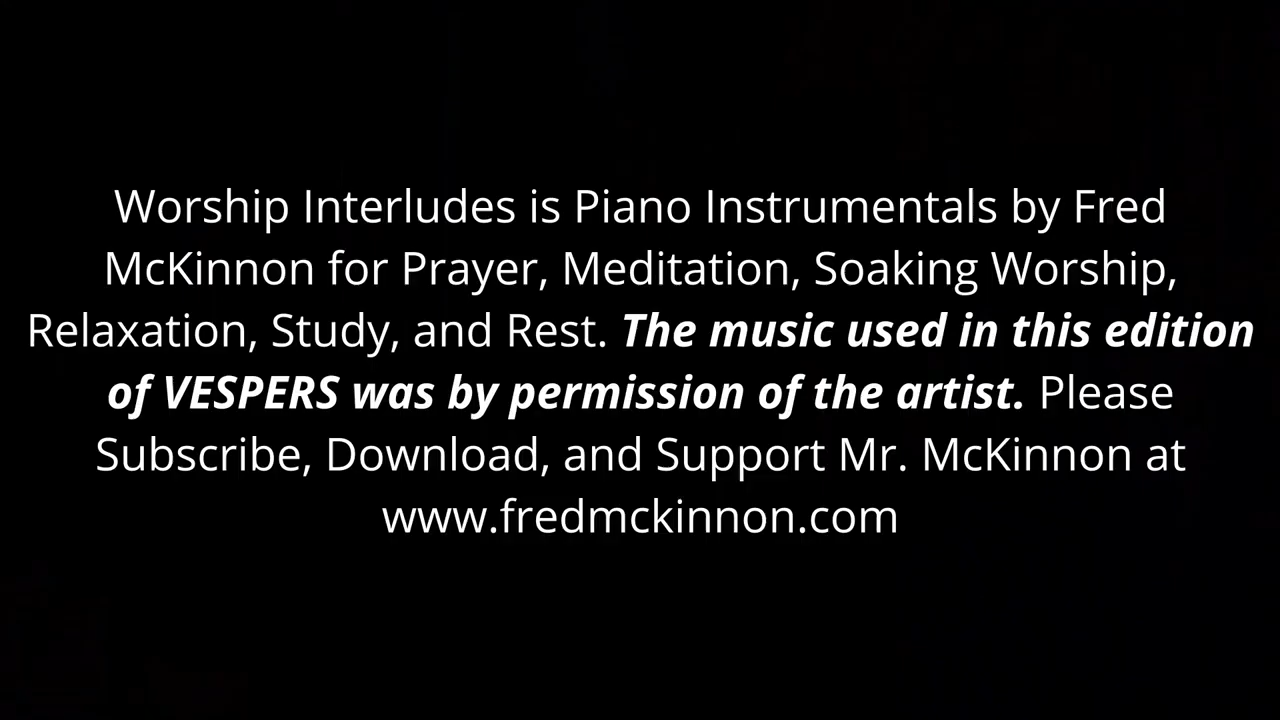 Worship Interludes is Piano Instrumentals by Fred
McKinnon for Prayer, Meditation, Soaking Worship,
Relaxation, Study, and Rest. The music used in this edition
of VESPERS was by permission of the artist. Please
Subscribe, Download, and Support Mr. McKinnon at
www.fredmckinnon.com